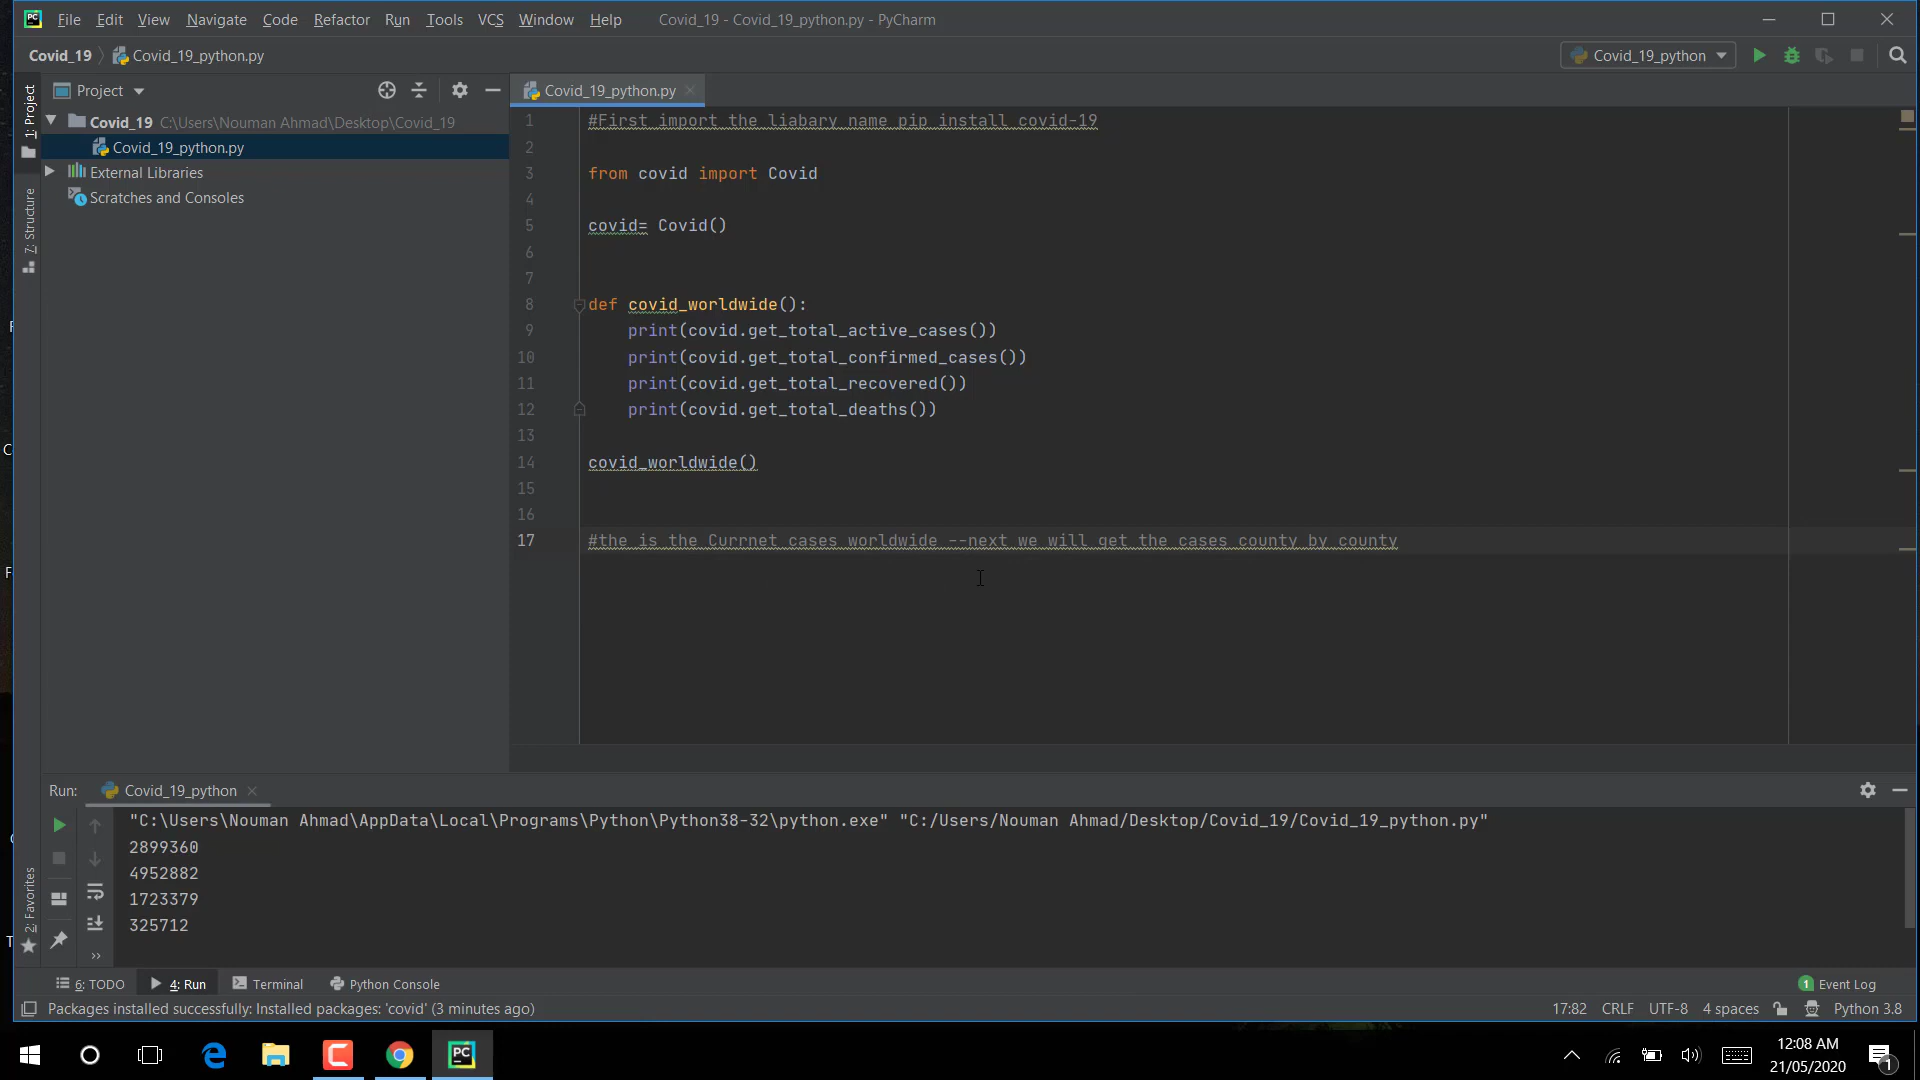 File Edit View Navigate Code Refactor Run Tools VCS Window Help Covid_19 - Covid_19_python.py - PyCharm
Covid_19 Covid_19_python.py Covid_19_python
Project Covid_19_python.py
1: Project
Covid_19 C:\Users\Nouman Ahmad\Desktop\Covid_19
Covid_19_python.py
External Libraries
Scratches and Consoles
7: Structure
1 #First import the liabary name pip install covid-19
2
3 from covid import Covid
4
5 covid= Covid()
6
7
8 def covid_worldwide():
9 print(covid.get_total_active_cases())
10 print(covid.get_total_confirmed_cases())
11 print(covid.get_total_recovered())
12 print(covid.get_total_deaths())
13
14 covid_worldwide()
15
16
17 #the is the Currnet cases worldwide --next we will get the cases county by county
Run: Covid_19_python
"C:\Users\Nouman Ahmad\AppData\Local\Programs\Python\Python38-32\python.exe" "C:/Users/Nouman Ahmad/Desktop/Covid_19/Covid_19_python.py"
2899360
4952882
1723379
325712
2: Favorites
6: TODO 4: Run Terminal Python Console 1 Event Log
Packages installed successfully: Installed packages: 'covid' (3 minutes ago) 17:82 CRLF UTF-8 4 spaces Python 3.8
PC
12:08 AM
21/05/2020
1